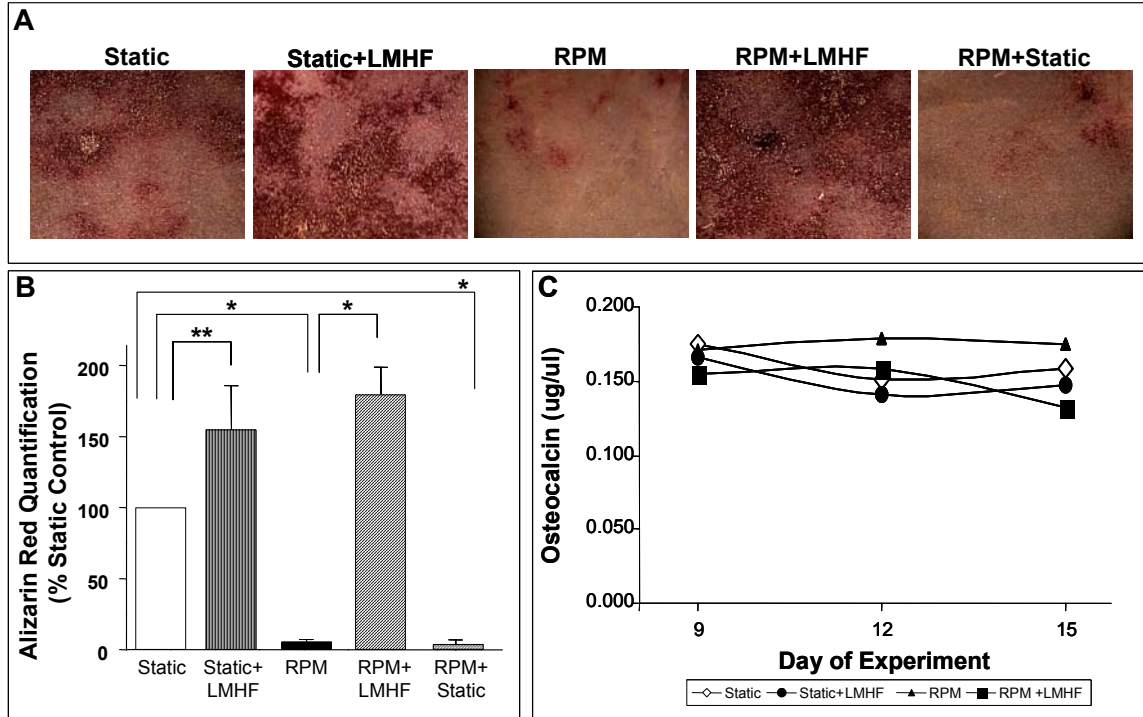 A
Static
Static+LMHF
RPM
RPM+LMHF
RPM+Static
B
*
*
*
**
Alizarin Red Quantification
(% Static Control)
200
150
100
50
0
Static
Static+
LMHF
RPM
RPM+
LMHF
RPM+
Static
C
Osteocalcin (ug/ul)
0.200
0.150
0.100
0.050
0.000
9
12
15
Day of Experiment
Static
Static+LMHF
RPM
RPM +LMHF